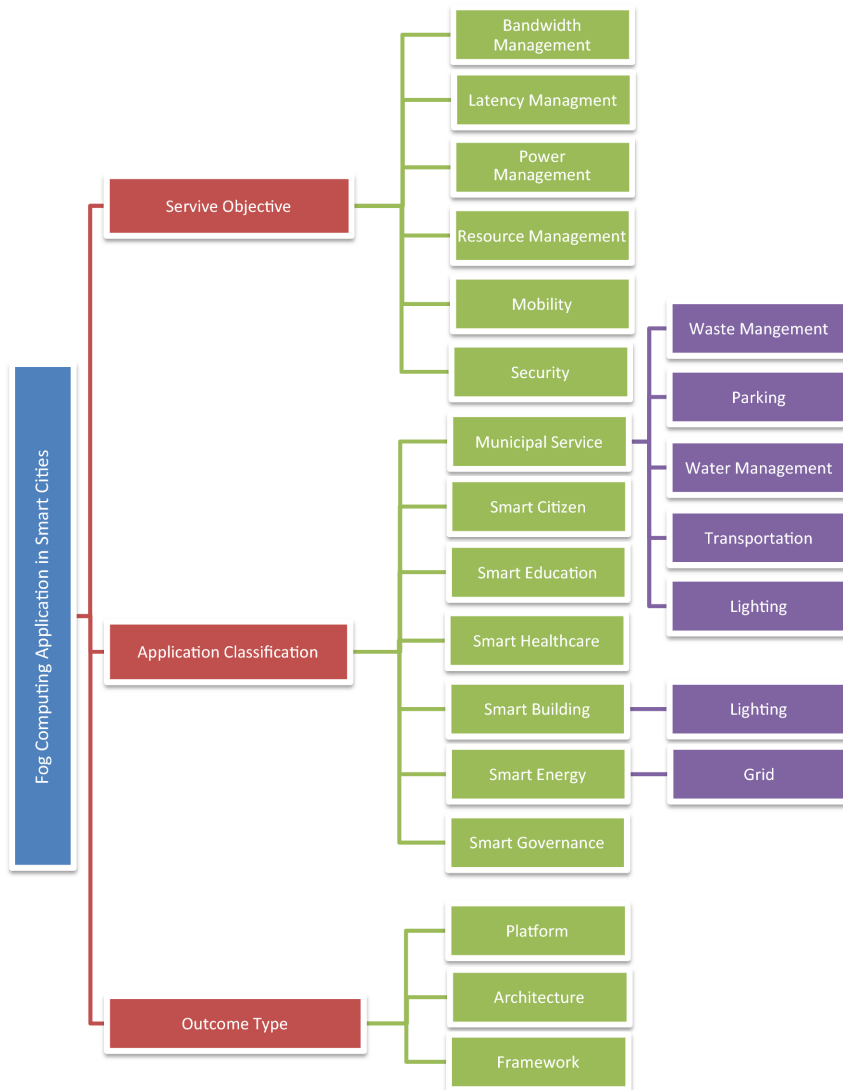 Fog Computing Application in Smart Cities
Servive Objective
Bandwidth
Management
Latency Managment
Power
Management
Resource Management
Mobility
Security
Application Classification
Municipal Service
Waste Mangement
Parking
Water Management
Transportation
Lighting
Smart Citizen
Smart Education
Smart Healthcare
Smart Building
Lighting
Smart Energy
Grid
Smart Governance
Outcome Type
Platform
Architecture
Framework